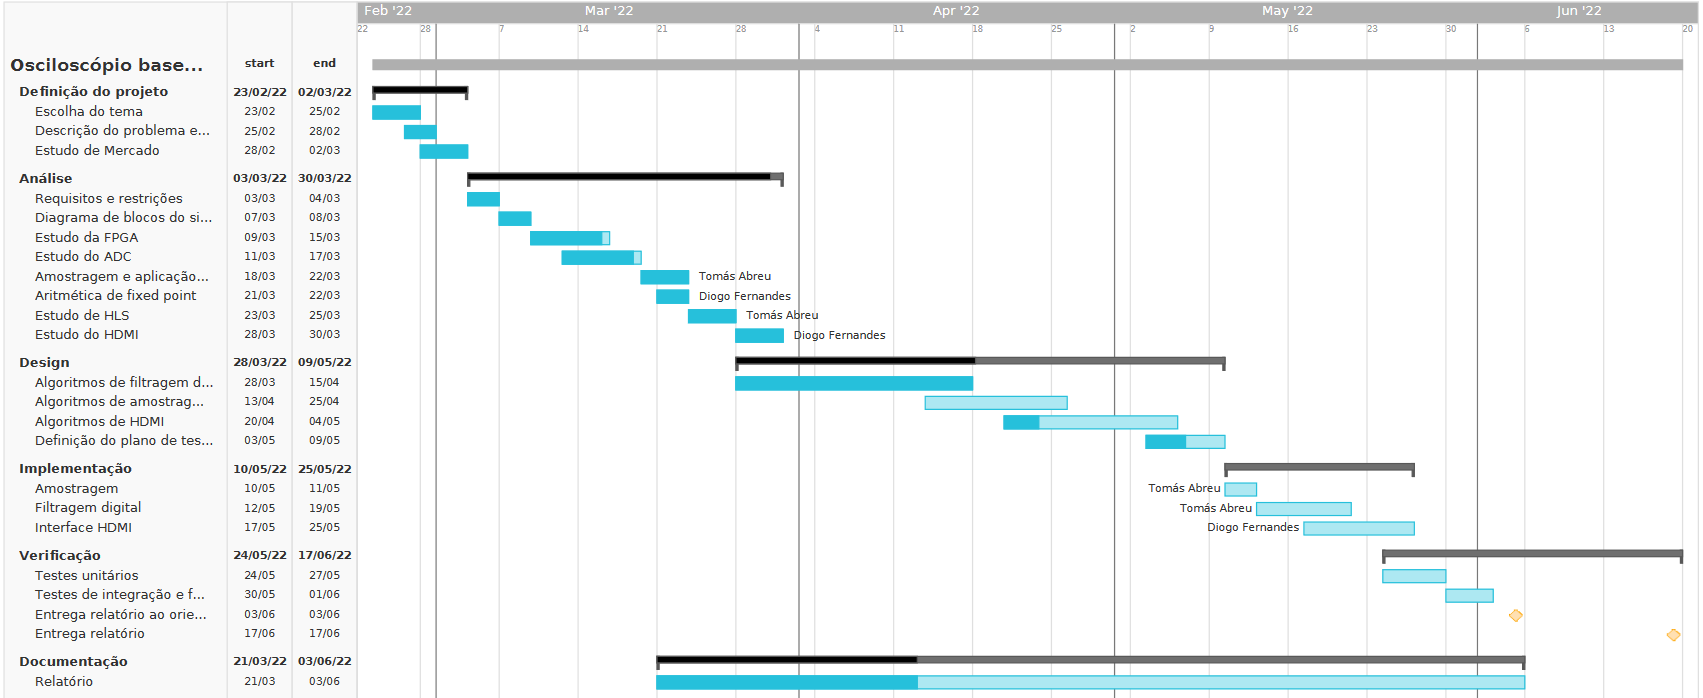 Feb '22 Mar '22 Apr '22 May '22 Jun '22
22 28 7 14 21 28 4 11 18 25 2 9 16 23 30 6 13 20
Osciloscópio base... start end
Definição do projeto 23/02/22 02/03/22
Escolha do tema 23/02 25/02
Descrição do problema e... 25/02 28/02
Estudo de Mercado 28/02 02/03
Análise 03/03/22 30/03/22
Requisitos e restrições 03/03 04/03
Diagrama de blocos do si... 07/03 08/03
Estudo da FPGA 09/03 15/03
Estudo do ADC 11/03 17/03
Amostragem e aplicação... 18/03 22/03 Tomás Abreu
Aritmética de fixed point 21/03 22/03 Diogo Fernandes
Estudo de HLS 23/03 25/03 Tomás Abreu
Estudo do HDMI 28/03 30/03 Diogo Fernandes
Design 28/03/22 09/05/22
Algoritmos de filtragem d... 28/03 15/04
Algoritmos de amostrag... 13/04 25/04
Algoritmos de HDMI 20/04 04/05
Definição do plano de tes... 03/05 09/05
Implementação 10/05/22 25/05/22
Amostragem 10/05 11/05 Tomás Abreu
Filtragem digital 12/05 19/05 Tomás Abreu
Interface HDMI 17/05 25/05 Diogo Fernandes
Verificação 24/05/22 17/06/22
Testes unitários 24/05 27/05
Testes de integração e f... 30/05 01/06
Entrega relatório ao orie... 03/06 03/06
Entrega relatório 17/06 17/06
Documentação 21/03/22 03/06/22
Relatório 21/03 03/06